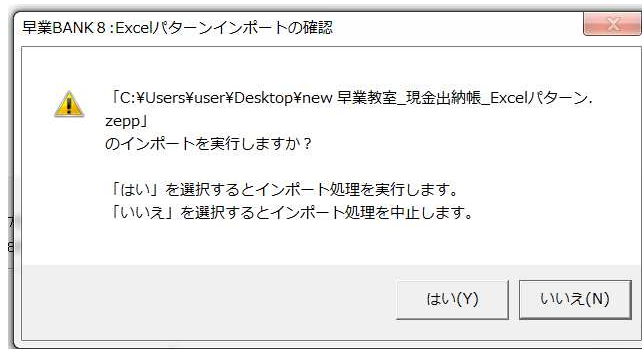 早業BANK８:Excelパターンインポートの確認
「C:¥Users¥user¥Desktop¥new 早業教室_現金出納帳_Excelパターン.
zepp」
のインポートを実行しますか？
「はい」を選択するとインポート処理を実行します。
「いいえ」を選択するとインポート処理を中止します。
はい(Y)
いいえ(N)